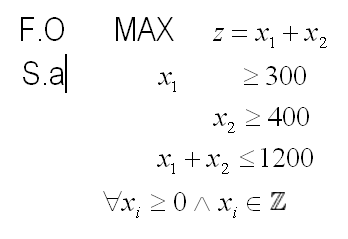 F.O MAX z = x₁ + x₂
S.a x₁ ≥ 300
x₂ ≥ 400
x₁ + x₂ ≤ 1200
∀xᵢ ≥ 0 ∧ xᵢ ∈ ℤ